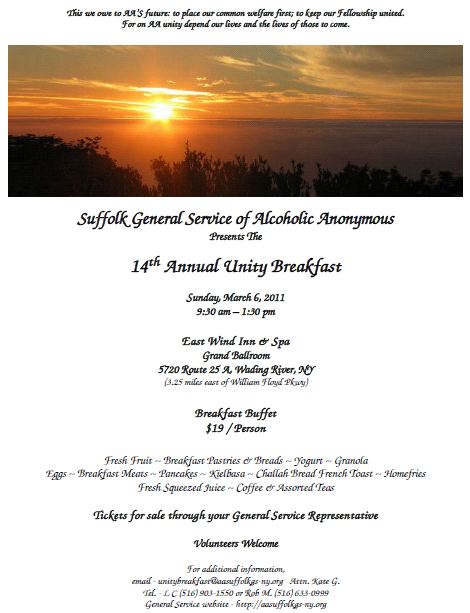 This we owe to AA'S future: to place our common welfare first; to keep our Fellowship united.
For on AA unity depend our lives and the lives of those to come.
Suffolk General Service of Alcoholic Anonymous
Presents The
14th Annual Unity Breakfast
Sunday, March 6, 2011
9:30 am – 1:30 pm
East Wind Inn & Spa
Grand Ballroom
5720 Route 25 A, Wading River, NY
(3.25 miles east of William Floyd Pkwy)
Breakfast Buffet
$19 / Person
Fresh Fruit ~ Breakfast Pastries & Breads ~ Yogurt ~ Granola
Eggs ~ Breakfast Meats ~ Pancakes ~ Kielbasa ~ Challah Bread French Toast ~ Homefries
Fresh Squeezed Juice ~ Coffee & Assorted Teas
Tickets for sale through your General Service Representative
Volunteers Welcome
For additional information,
email - unitybreakfast@aasuffolkgs-ny.org Attn. Kate G.
Tel. - L C (516) 903-1550 or Rob M. (516) 633-0999
General Service website - http://aasuffolkgs-ny.org